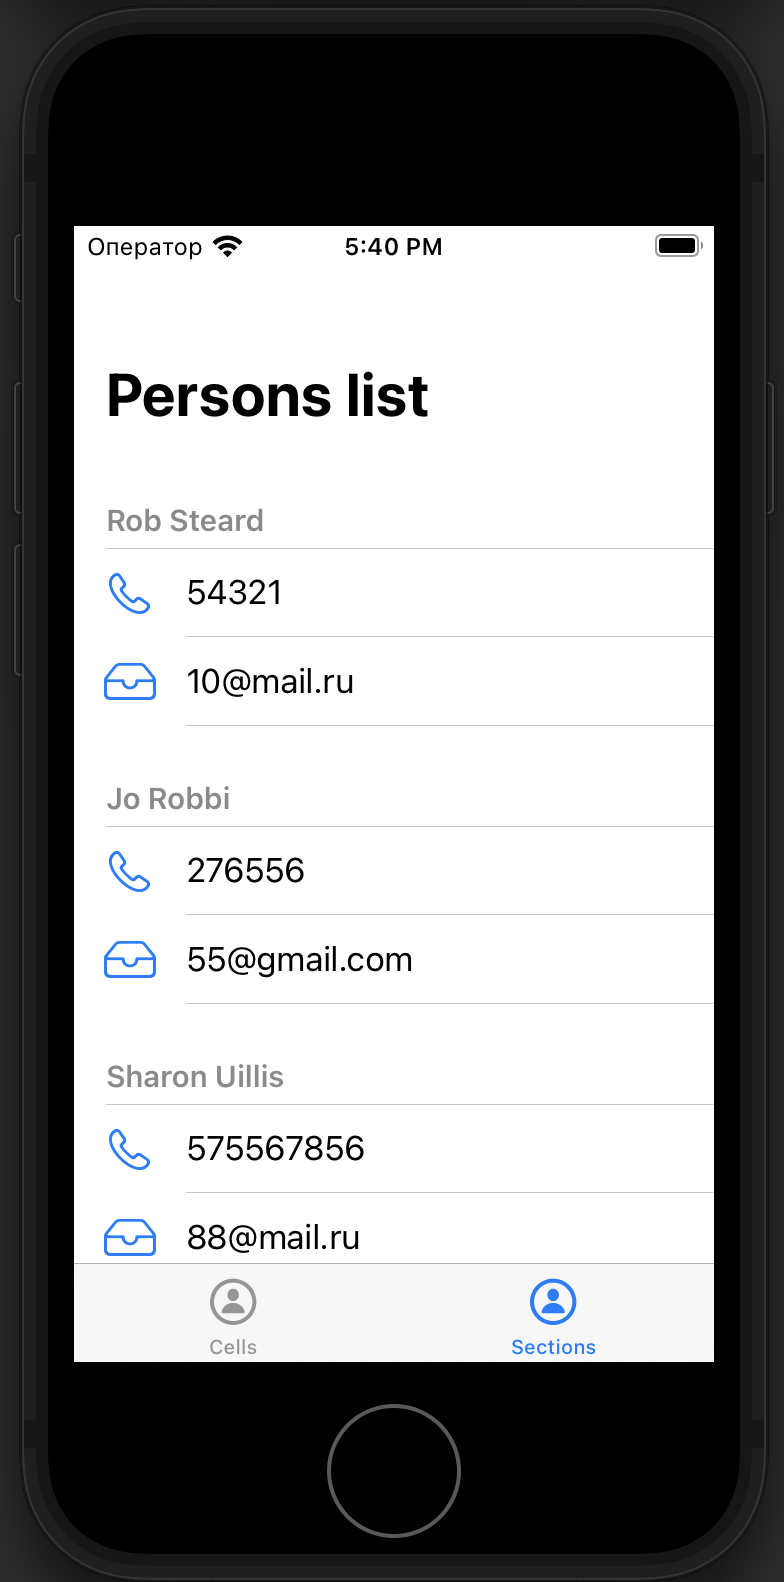 Оператор 5:40 PM
Persons list
Rob Steard
54321
10@mail.ru
Jo Robbi
276556
55@gmail.com
Sharon Uillis
575567856
88@mail.ru
Cells Sections